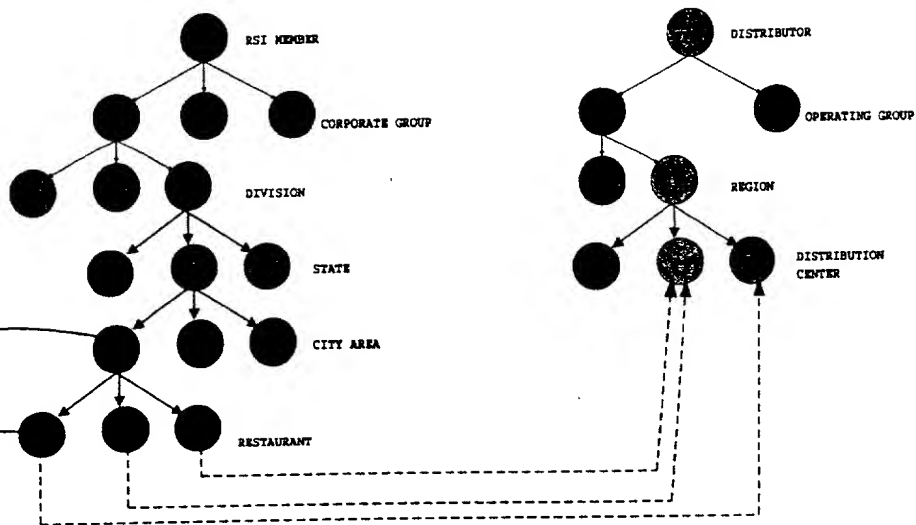 RSI MEMBER
DISTRIBUTOR
CORPORATE GROUP
OPERATING GROUP
DIVISION
REGION
STATE
DISTRIBUTION
CENTER
CITY AREA
RESTAURANT